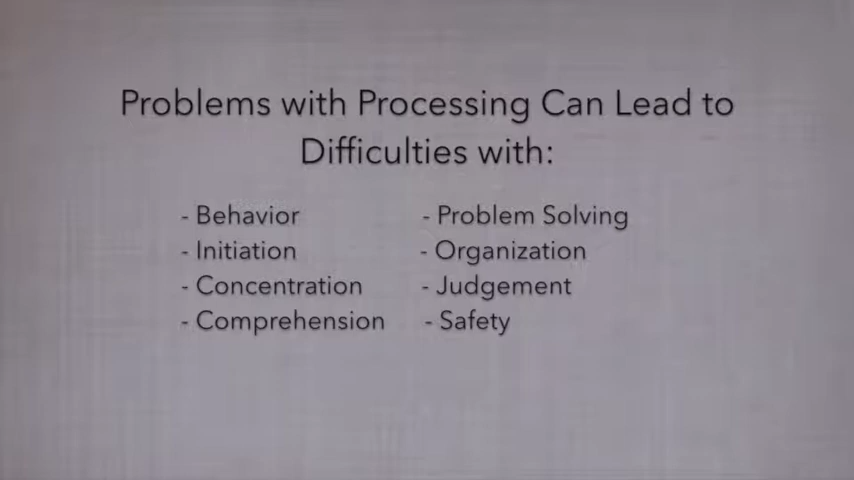 Problems with Processing Can Lead to
Difficulties with:
- Behavior
- Initiation
- Concentration
- Comprehension
- Problem Solving
- Organization
- Judgement
- Safety